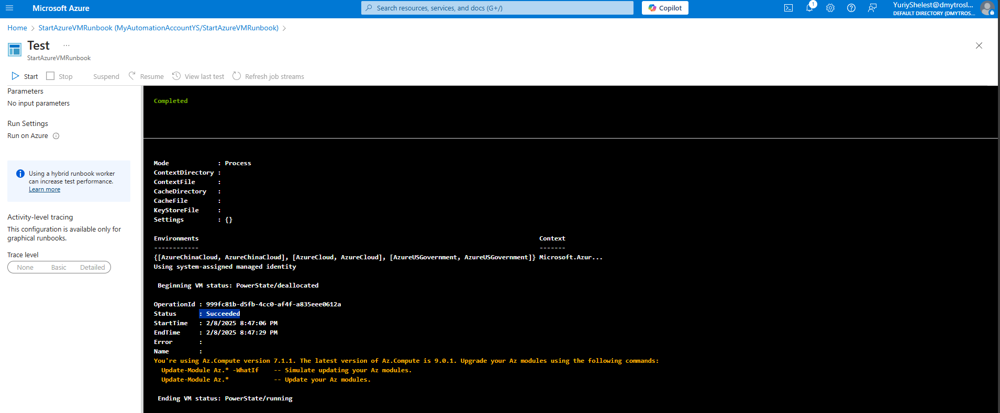 Microsoft Azure
Search resources, services, and docs (G+/)
Copilot
1
YuriyShelest@dmytrosl...
DEFAULT DIRECTORY (DMYTROS...
Home > StartAzureVMRunbook (MyAutomationAccountYS/StartAzureVMRunbook) >
Test ...
StartAzureVMRunbook
Start Stop Suspend Resume View last test Refresh job streams
Parameters
No input parameters
Run Settings
Run on Azure
Using a hybrid runbook worker
can increase test performance.
Learn more
Activity-level tracing
This configuration is available only for
graphical runbooks.
Trace level
None Basic Detailed
Completed
Mode : Process
ContextDirectory :
ContextFile :
CacheDirectory :
CacheFile :
KeyStoreFile :
Settings : {}
Environments Context
------------ -------
{[AzureChinaCloud, AzureChinaCloud], [AzureCloud, AzureCloud], [AzureUSGovernment, AzureUSGovernment]} Microsoft.Azur...
Using system-assigned managed identity
Beginning VM status: PowerState/deallocated
OperationId : 999fc81b-d5fb-4cc0-af4f-a835eee0612a
Status : Succeeded
StartTime : 2/8/2025 8:47:06 PM
EndTime : 2/8/2025 8:47:29 PM
Error :
Name :
You're using Az.Compute version 7.1.1. The latest version of Az.Compute is 9.0.1. Upgrade your Az modules using the following commands:
Update-Module Az.* -WhatIf -- Simulate updating your Az modules.
Update-Module Az.* -- Update your Az modules.
Ending VM status: PowerState/running